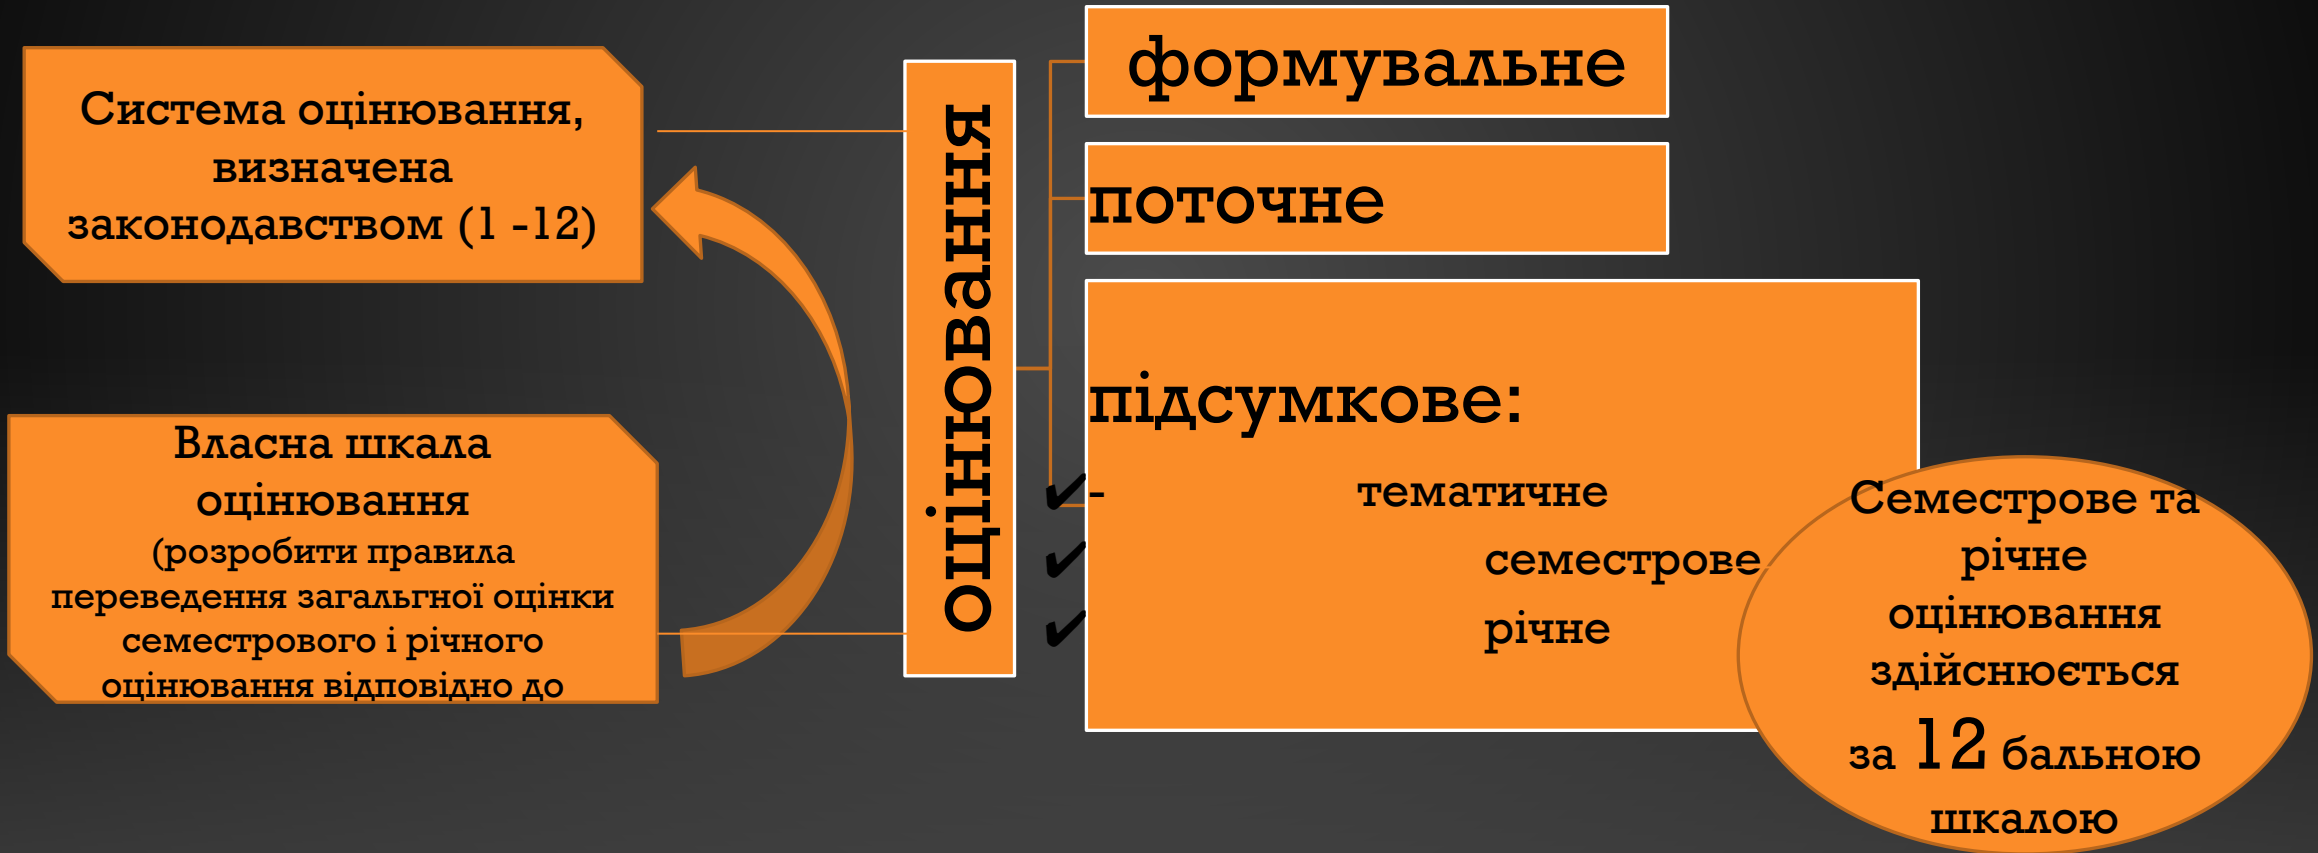 Система оцінювання,
визначена
законодавством (1 -12)
Власна шкала
оцінювання
(розробити правила
переведення загальгної оцінки
семестрового і річного
оцінювання відповідно до
оцінювання
формувальне
поточне
підсумкове:
✔- тематичне
✔ семестрове
✔ річне
Семестрове та
річне
оцінювання
здійснюється
за 12 бальною
шкалою